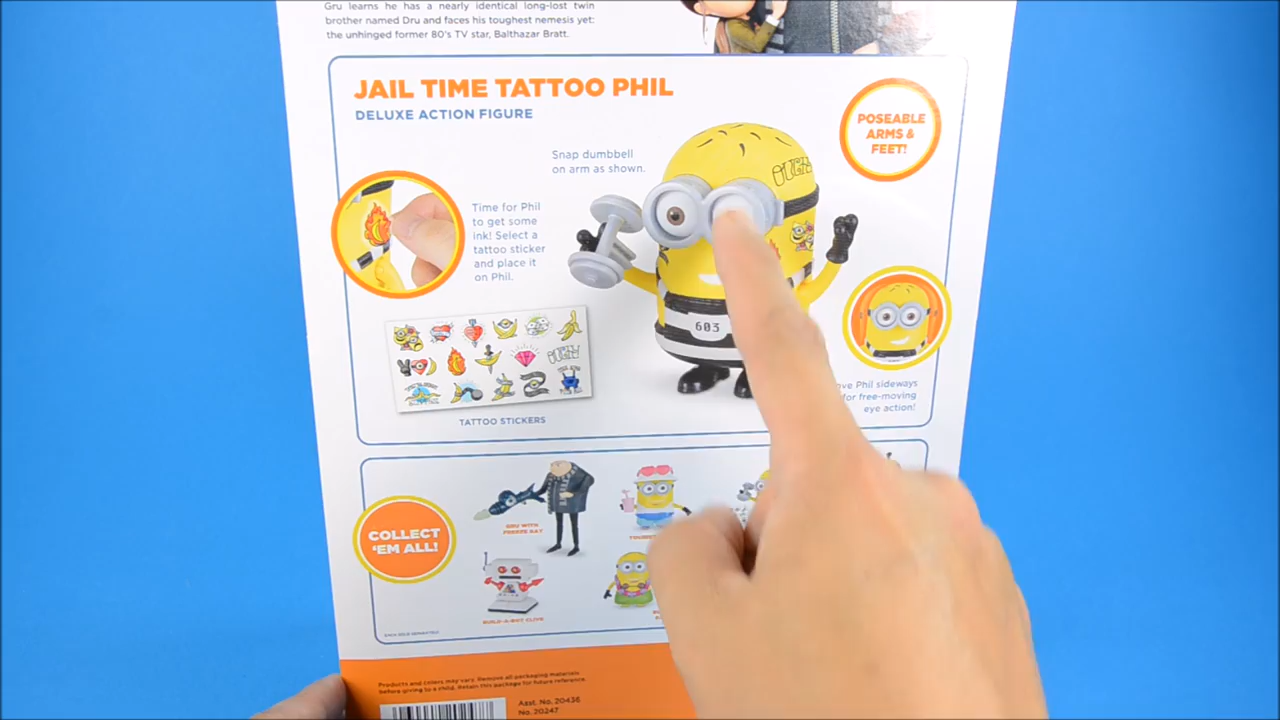 Gru learns he has a nearly identical long-lost twin
brother named Dru and faces his toughest nemesis yet:
the unhinged former 80's TV star, Balthazar Bratt.
JAIL TIME TATTOO PHIL
DELUXE ACTION FIGURE
POSEABLE
ARMS &
FEET!
Snap dumbbell
on arm as shown.
Time for Phil
to get some
ink! Select a
tattoo sticker
and place it
on Phil.
603
Phil sideways
for free-moving
eye action!
TATTOO STICKERS
COLLECT
'EM ALL!
GRU WITH
FREEZE RAY
BUILD-A-BOT CLIVE
EACH SOLD SEPARATELY
Products and colors may vary. Remove all packaging materials
before giving to a child. Retain this package for future reference.
Asst. No. 20436
No. 20247